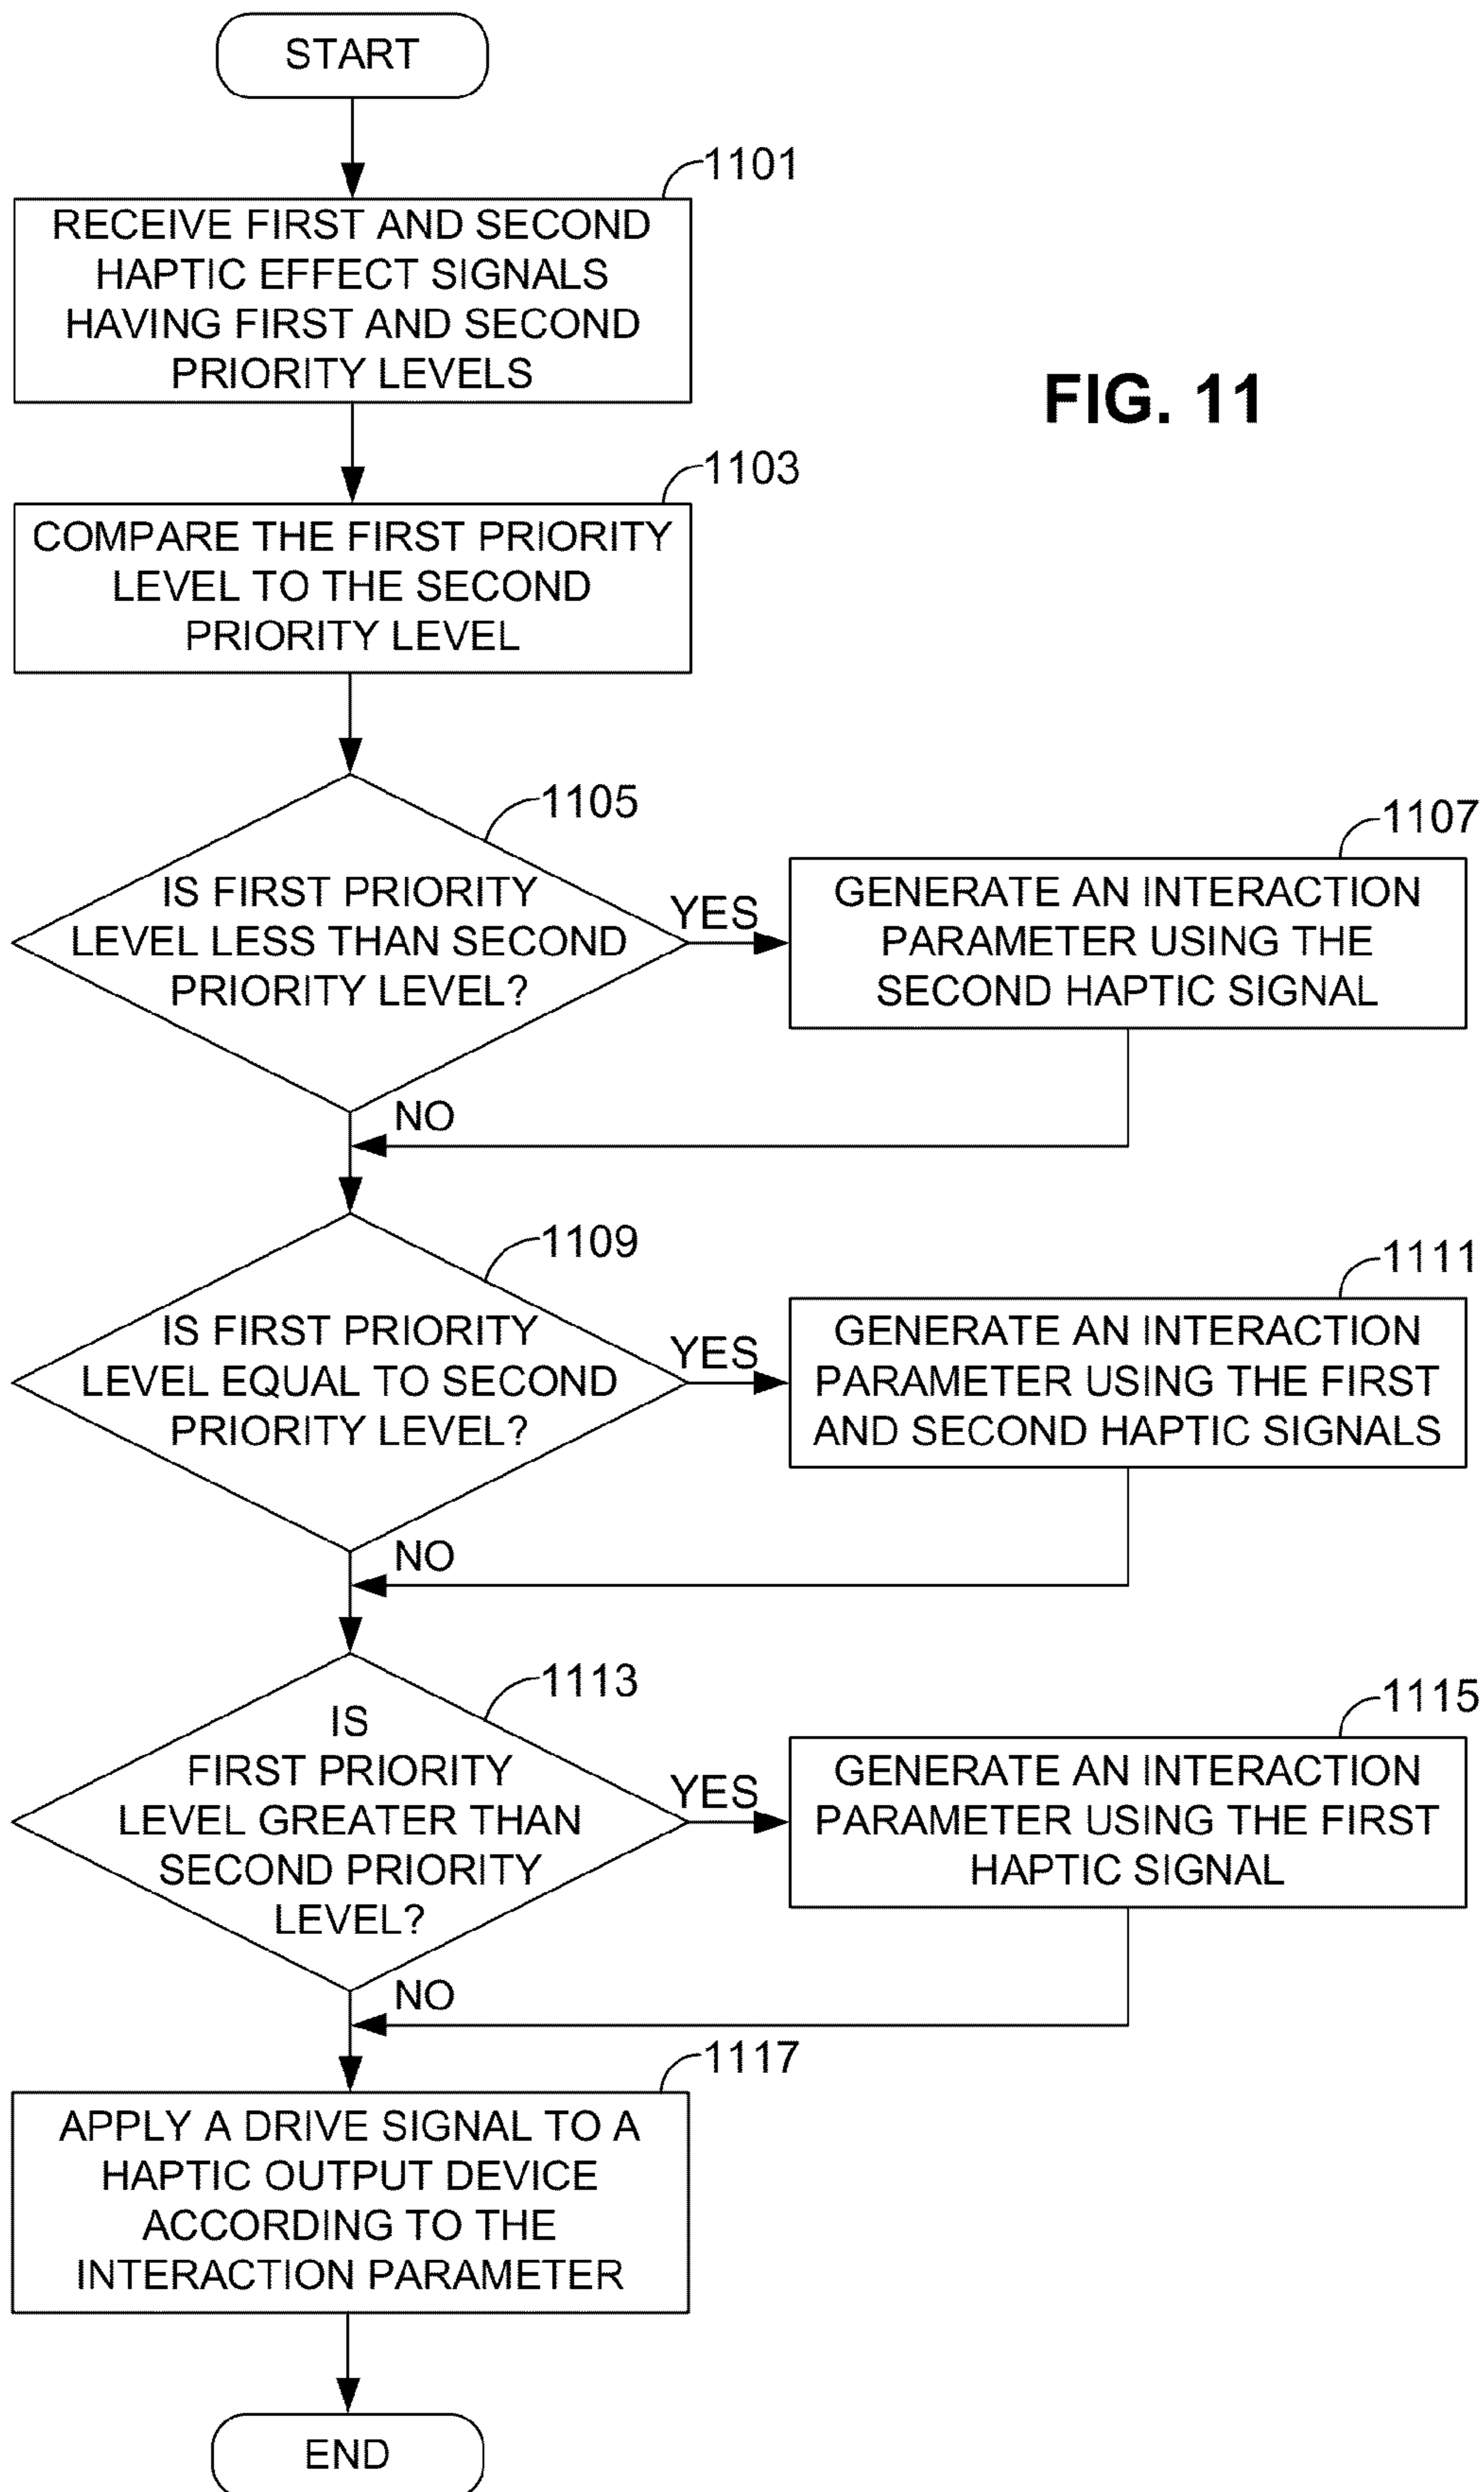 START
1101
RECEIVE FIRST AND SECOND
HAPTIC EFFECT SIGNALS
HAVING FIRST AND SECOND
PRIORITY LEVELS
FIG. 11
1103
COMPARE THE FIRST PRIORITY
LEVEL TO THE SECOND
PRIORITY LEVEL
1105
IS FIRST PRIORITY
LEVEL LESS THAN SECOND
PRIORITY LEVEL?
YES
1107
GENERATE AN INTERACTION
PARAMETER USING THE
SECOND HAPTIC SIGNAL
NO
1109
IS FIRST PRIORITY
LEVEL EQUAL TO SECOND
PRIORITY LEVEL?
YES
1111
GENERATE AN INTERACTION
PARAMETER USING THE FIRST
AND SECOND HAPTIC SIGNALS
NO
1113
IS
FIRST PRIORITY
LEVEL GREATER THAN
SECOND PRIORITY
LEVEL?
YES
1115
GENERATE AN INTERACTION
PARAMETER USING THE FIRST
HAPTIC SIGNAL
NO
1117
APPLY A DRIVE SIGNAL TO A
HAPTIC OUTPUT DEVICE
ACCORDING TO THE
INTERACTION PARAMETER
END